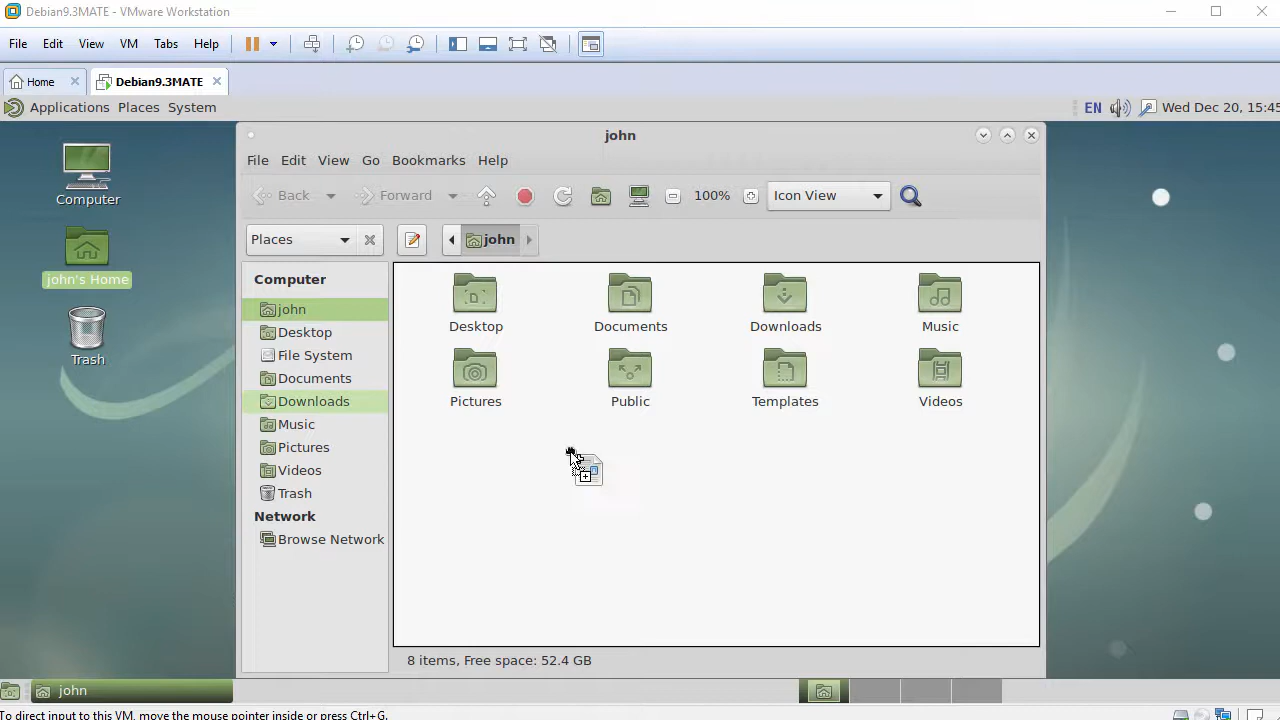 Debian9.3MATE - VMware Workstation
File Edit View VM Tabs Help
Home Debian9.3MATE
Applications Places System EN Wed Dec 20, 15:45
john
File Edit View Go Bookmarks Help
Back Forward 100% Icon View
Places john
Computer
john's Home
Trash
Computer
john
Desktop
File System
Documents
Downloads
Music
Pictures
Videos
Trash
Network
Browse Network
Desktop Documents Downloads Music
Pictures Public Templates Videos
8 items, Free space: 52.4 GB
john
To direct input to this VM, move the mouse pointer inside or press Ctrl+G.